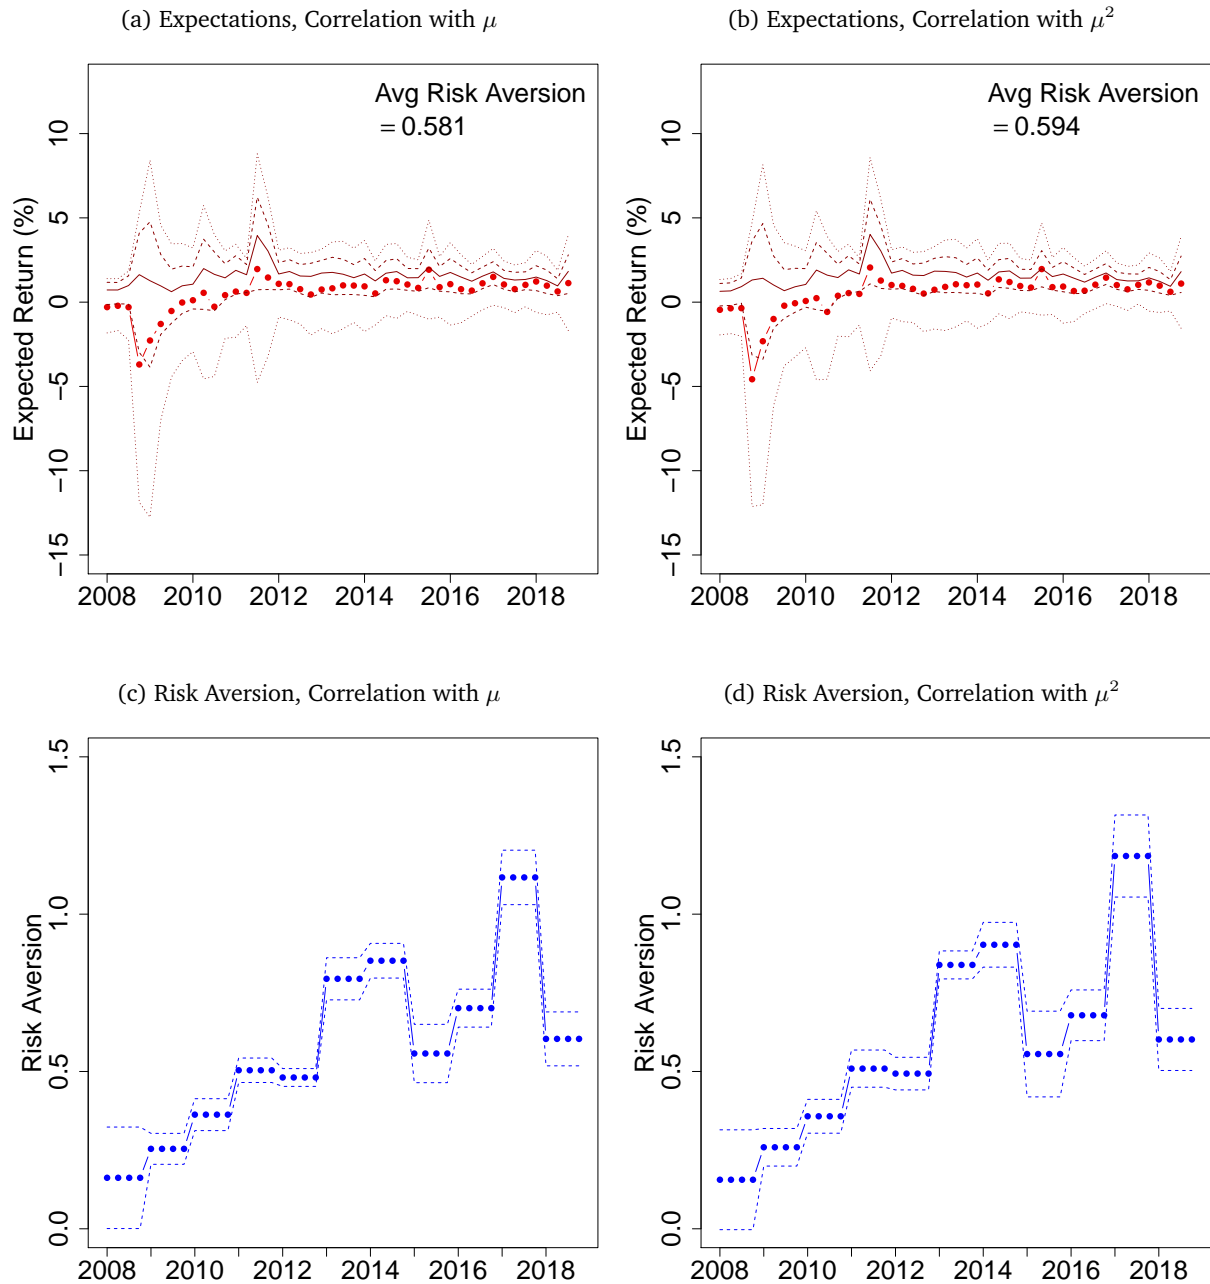 (a) Expectations, Correlation with μ
Avg Risk Aversion
= 0.581
Expected Return (%)
10
5
0
−5
−10
−15
2008 2010 2012 2014 2016 2018
(b) Expectations, Correlation with μ²
Avg Risk Aversion
= 0.594
Expected Return (%)
10
5
0
−5
−10
−15
2008 2010 2012 2014 2016 2018
(c) Risk Aversion, Correlation with μ
Risk Aversion
1.5
1.0
0.5
0.0
2008 2010 2012 2014 2016 2018
(d) Risk Aversion, Correlation with μ²
Risk Aversion
1.5
1.0
0.5
0.0
2008 2010 2012 2014 2016 2018